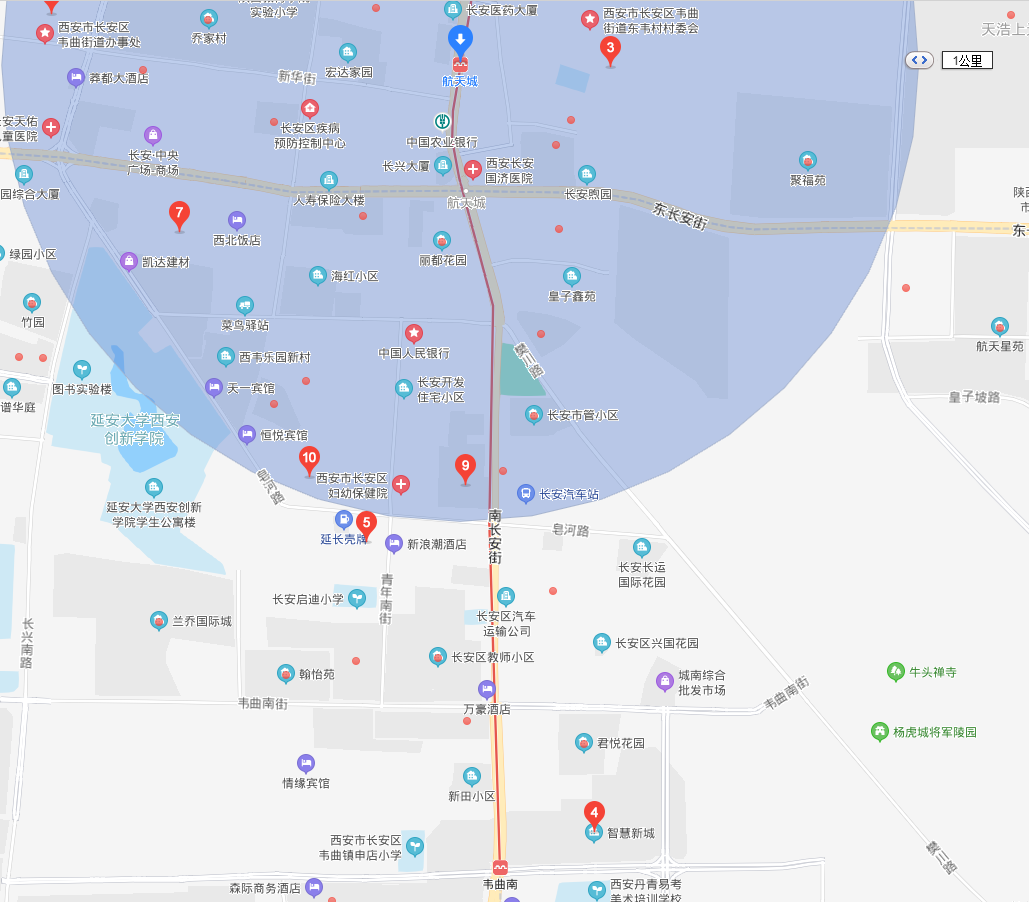 实验小学
长安医药大厦
西安市长安区
韦曲街道办事处
乔家村
西安市长安区韦曲
街道东韦村村委会
天浩上
3
1公里
莽都大酒店
新华街
宏达家园
航天城
长安天佑
童医院
长安·中央
广场-商场
长安区疾病
预防控制中心
中国农业银行
长兴大厦
西安长安
国济医院
园综合大厦
人寿保险大楼
航天城
长安煦园
聚福苑
陕西
市
东长安街
东
7
西北饭店
绿园小区
凯达建材
丽都花园
海红小区
皇子鑫苑
竹园
菜鸟驿站
中国人民银行
樊川路
航天星苑
西韦乐园新村
图书实验楼
天一宾馆
长安开发
住宅小区
谱华庭
皇子坡路
延安大学西安
创新学院
长安市管小区
恒悦宾馆
10
9
西安市长安区
妇幼保健院
皂河路
长安汽车站
延安大学西安创新
学院学生公寓楼
5
延长壳牌
新浪潮酒店
南长安街
皂河路
长安长运
国际花园
青年南街
长安启迪小学
长安区汽车
运输公司
兰乔国际城
长兴南路
长安区兴国花园
长安区教师小区
翰怡苑
城南综合
批发市场
牛头禅寺
韦曲南街
万豪酒店
韦曲南街
杨虎城将军陵园
君悦花园
情缘宾馆
新田小区
4
智慧新城
西安市长安区
韦曲镇申店小学
樊川路
韦曲南
森际商务酒店
西安丹青易考
美术培训学校